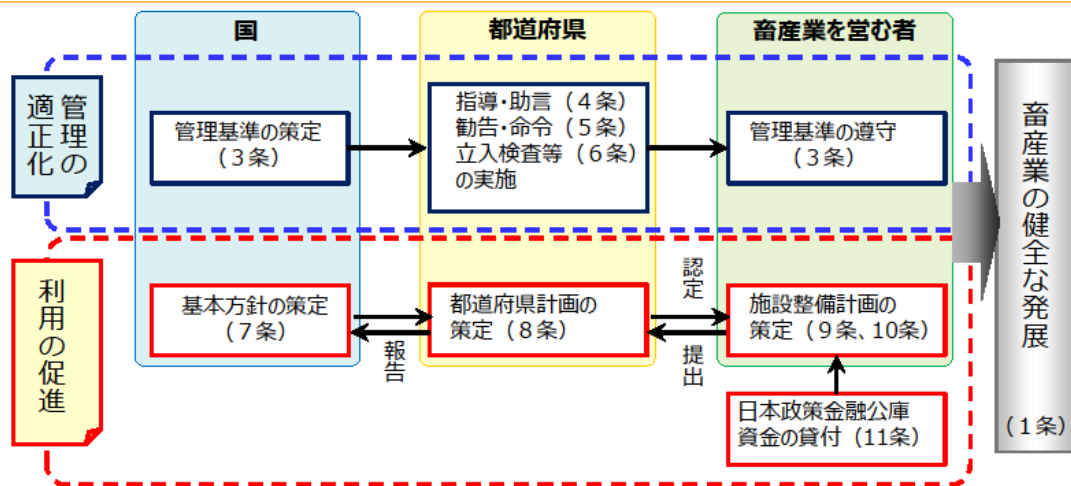 国
都道府県
畜産業を営む者
管理の
適正化
管理基準の策定
(3条)
指導・助言(4条)
勧告・命令(5条)
立入検査等(6条)
の実施
管理基準の遵守
(3条)
利用の促進
基本方針の策定
(7条)
報告
都道府県計画の
策定(8条)
認定
提出
施設整備計画の
策定(9条、10条)
日本政策金融公庫
資金の貸付(11条)
畜産業の健全な発展
(1条)